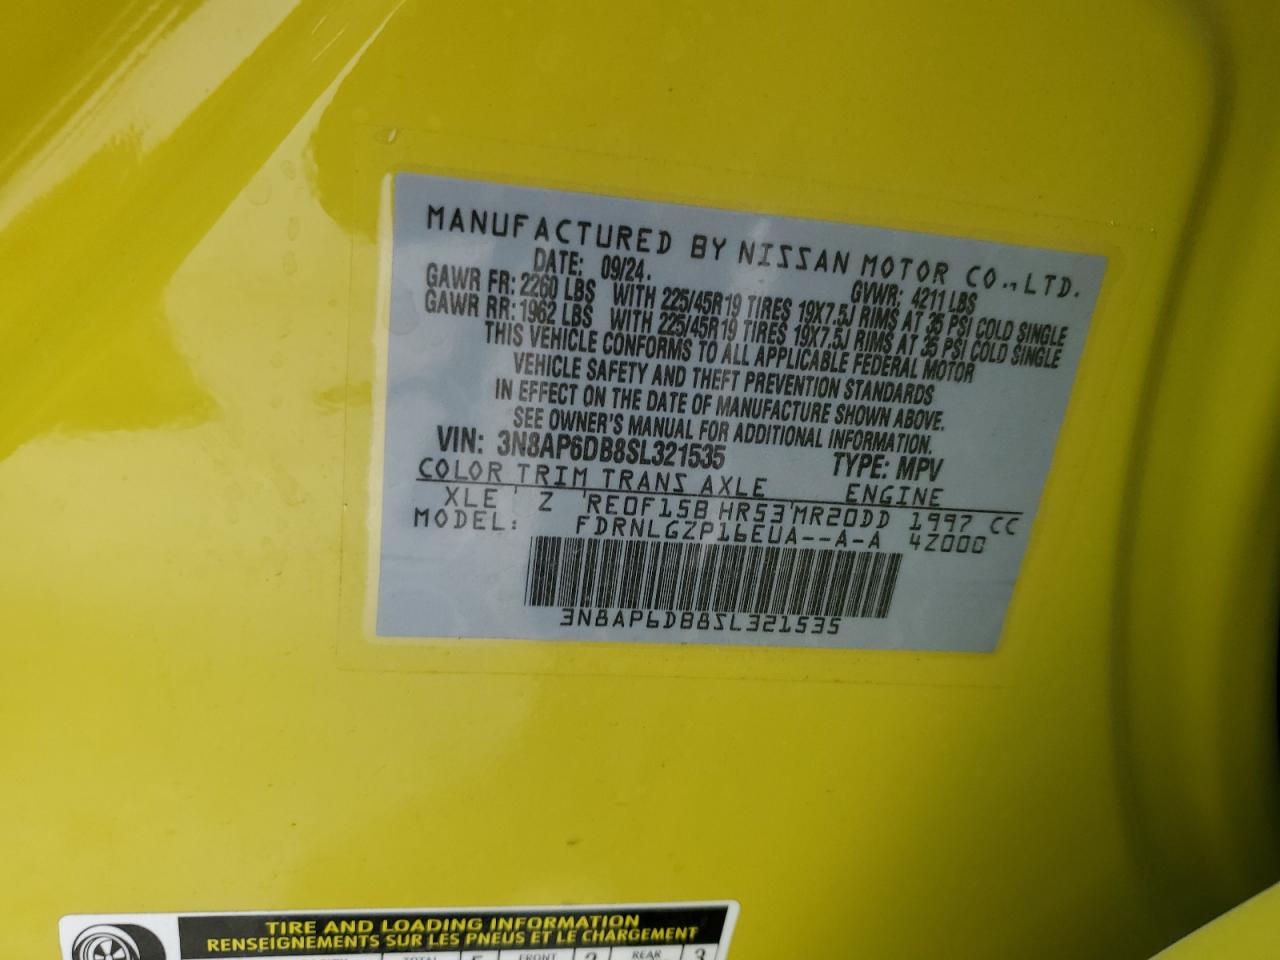 MANUFACTURED BY NISSAN MOTOR CO., LTD.
DATE: 09/24. GVWR: 4211 LBS
GAWR FR: 2260 LBS WITH 225/45R19 TIRES 19X7.5J RIMS AT 35 PSI COLD SINGLE
GAWR RR: 1962 LBS WITH 225/45R19 TIRES 19X7.5J RIMS AT 35 PSI COLD SINGLE
THIS VEHICLE CONFORMS TO ALL APPLICABLE FEDERAL MOTOR
VEHICLE SAFETY AND THEFT PREVENTION STANDARDS
IN EFFECT ON THE DATE OF MANUFACTURE SHOWN ABOVE.
SEE OWNER'S MANUAL FOR ADDITIONAL INFORMATION.
VIN: 3N8AP6DB8SL321535 TYPE: MPV
COLOR TRIM TRANS AXLE ENGINE
XLE Z RE0F15B HR53 MR20DD 1997 CC
MODEL: FDRNLGZP16EUA--A-A 4Z000
3N8AP6DB8SL321535
TIRE AND LOADING INFORMATION
RENSEIGNEMENTS SUR LES PNEUS ET LE CHARGEMENT